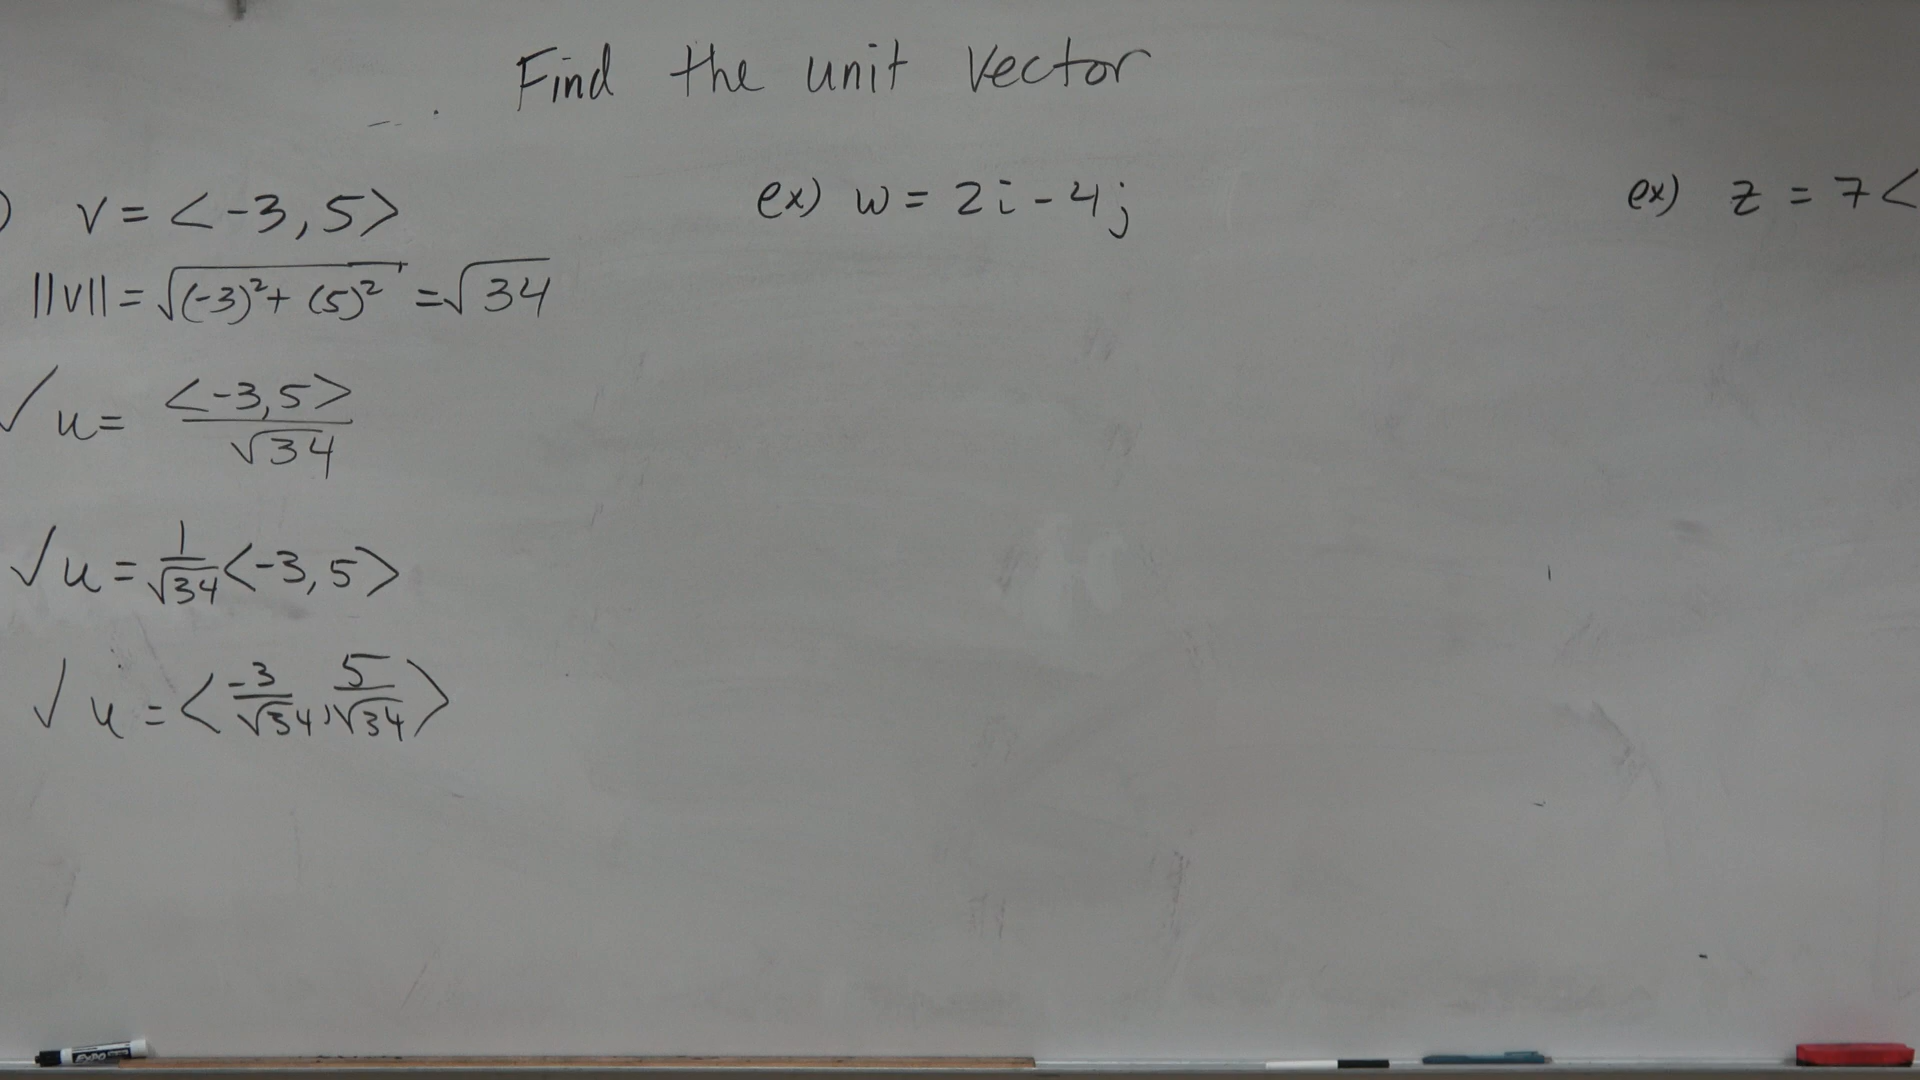 Find the unit vector
) v = <-3, 5>
||v|| = √((-3)² + (5)²) = √34
✓ u = <-3, 5> / √34
✓ u = 1/√34 <-3, 5>
✓ u = <-3/√34, 5/√34>
ex) w = 2i - 4j
ex) z = 7<
EXPO